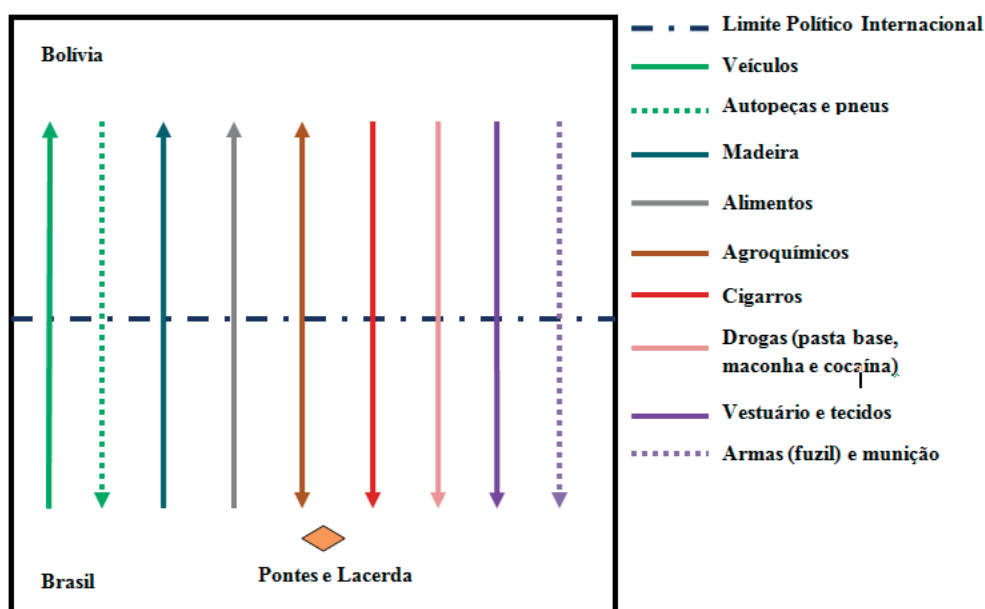 Bolívia
Brasil
Pontes e Lacerda
Limite Político Internacional
Veículos
Autopeças e pneus
Madeira
Alimentos
Agroquímicos
Cigarros
Drogas (pasta base,
maconha e cocaína)
Vestuário e tecidos
Armas (fuzil) e munição